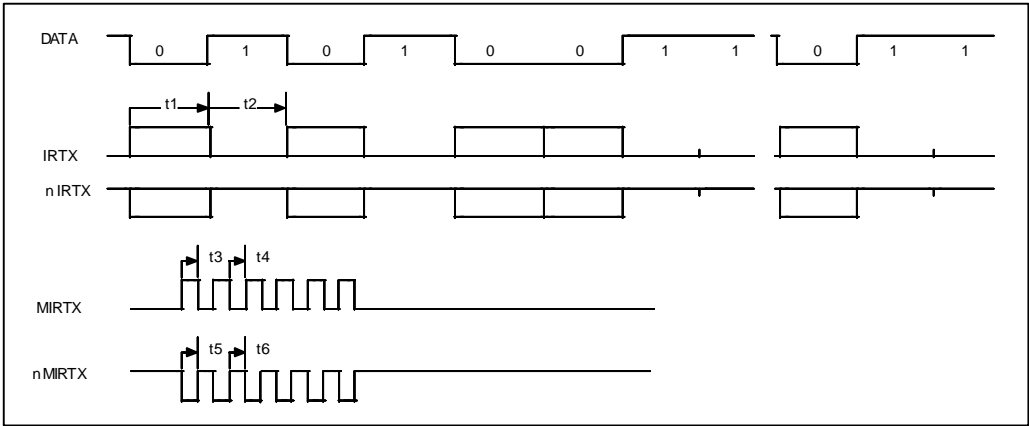 DATA
0 1 0 1 0 0 1 1 0 1 1
t1 t2
IRTX
n IRTX
t3 t4
MIRTX
t5 t6
nMIRTX